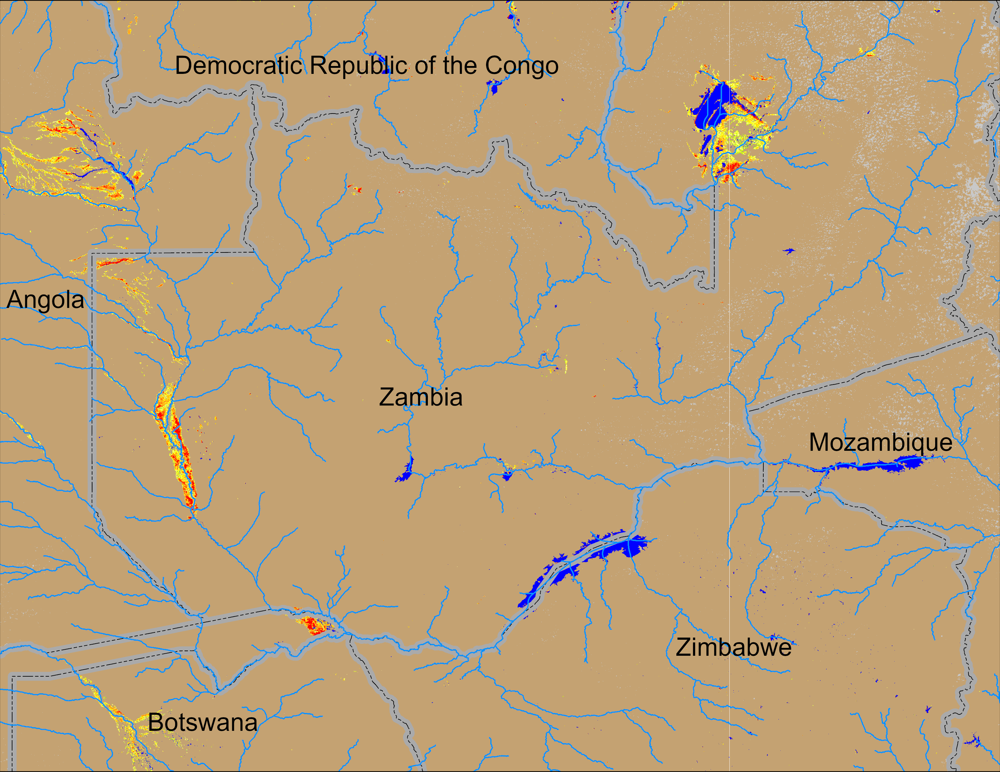 Democratic Republic of the Congo
Angola
Zambia
Mozambique
Zimbabwe
Botswana